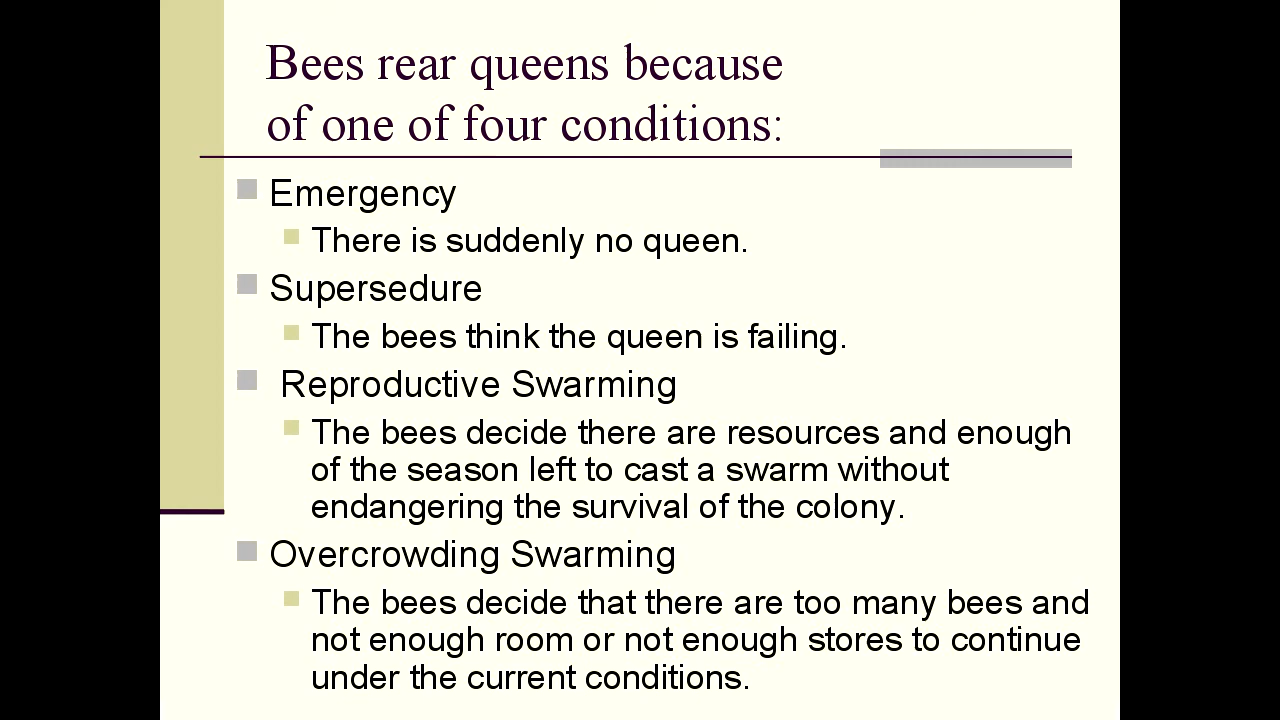 Bees rear queens because
of one of four conditions:
Emergency
There is suddenly no queen.
Supersedure
The bees think the queen is failing.
Reproductive Swarming
The bees decide there are resources and enough
of the season left to cast a swarm without
endangering the survival of the colony.
Overcrowding Swarming
The bees decide that there are too many bees and
not enough room or not enough stores to continue
under the current conditions.